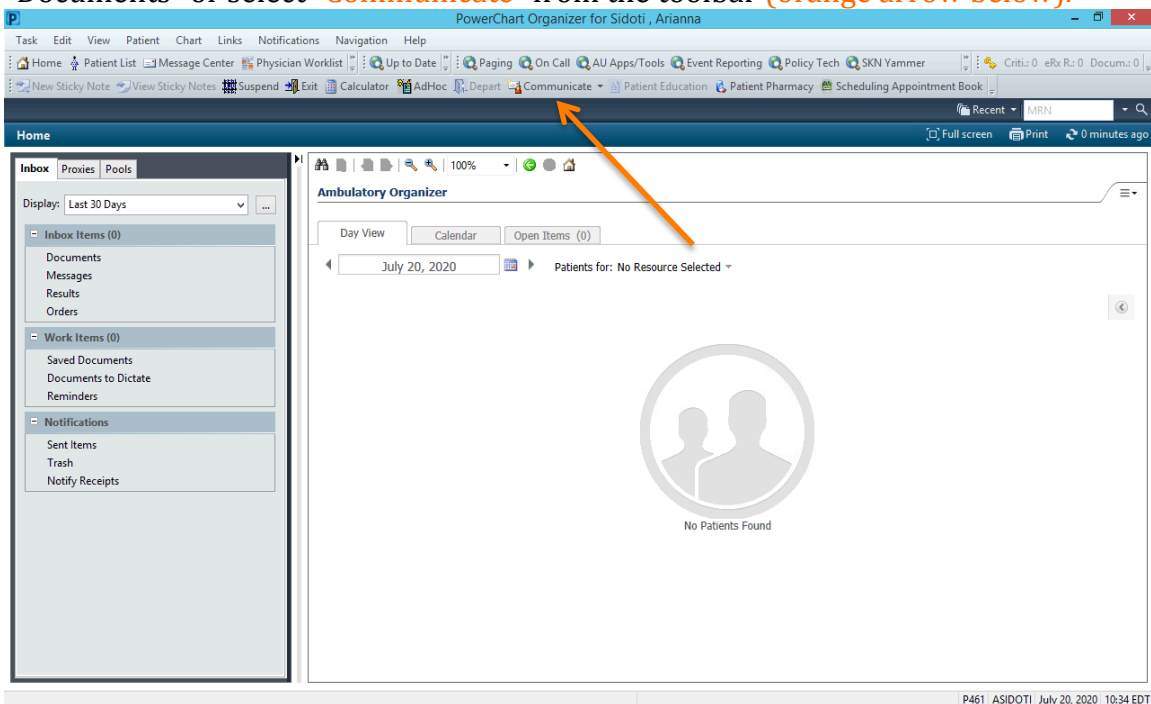 "Documents" or select "Communicate" from the toolbar (orange arrow below).
PowerChart Organizer for Sidoti , Arianna
Task Edit View Patient Chart Links Notifications Navigation Help
Home Patient List Message Center Physician Worklist Up to Date Paging On Call AU Apps/Tools Event Reporting Policy Tech SKN Yammer Criti.: 0 eRx R.: 0 Docum.: 0
New Sticky Note View Sticky Notes Suspend Exit Calculator AdHoc Depart Communicate Patient Education Patient Pharmacy Scheduling Appointment Book
Recent MRN
Home Full screen Print 0 minutes ago
Inbox Proxies Pools
100%
Ambulatory Organizer
Display: Last 30 Days ...
Day View Calendar Open Items (0)
Inbox Items (0)
Documents
Messages
Results
Orders
July 20, 2020 Patients for: No Resource Selected
Work Items (0)
Saved Documents
Documents to Dictate
Reminders
Notifications
Sent Items
Trash
Notify Receipts
No Patients Found
P461 ASIDOTI July 20, 2020 10:34 EDT